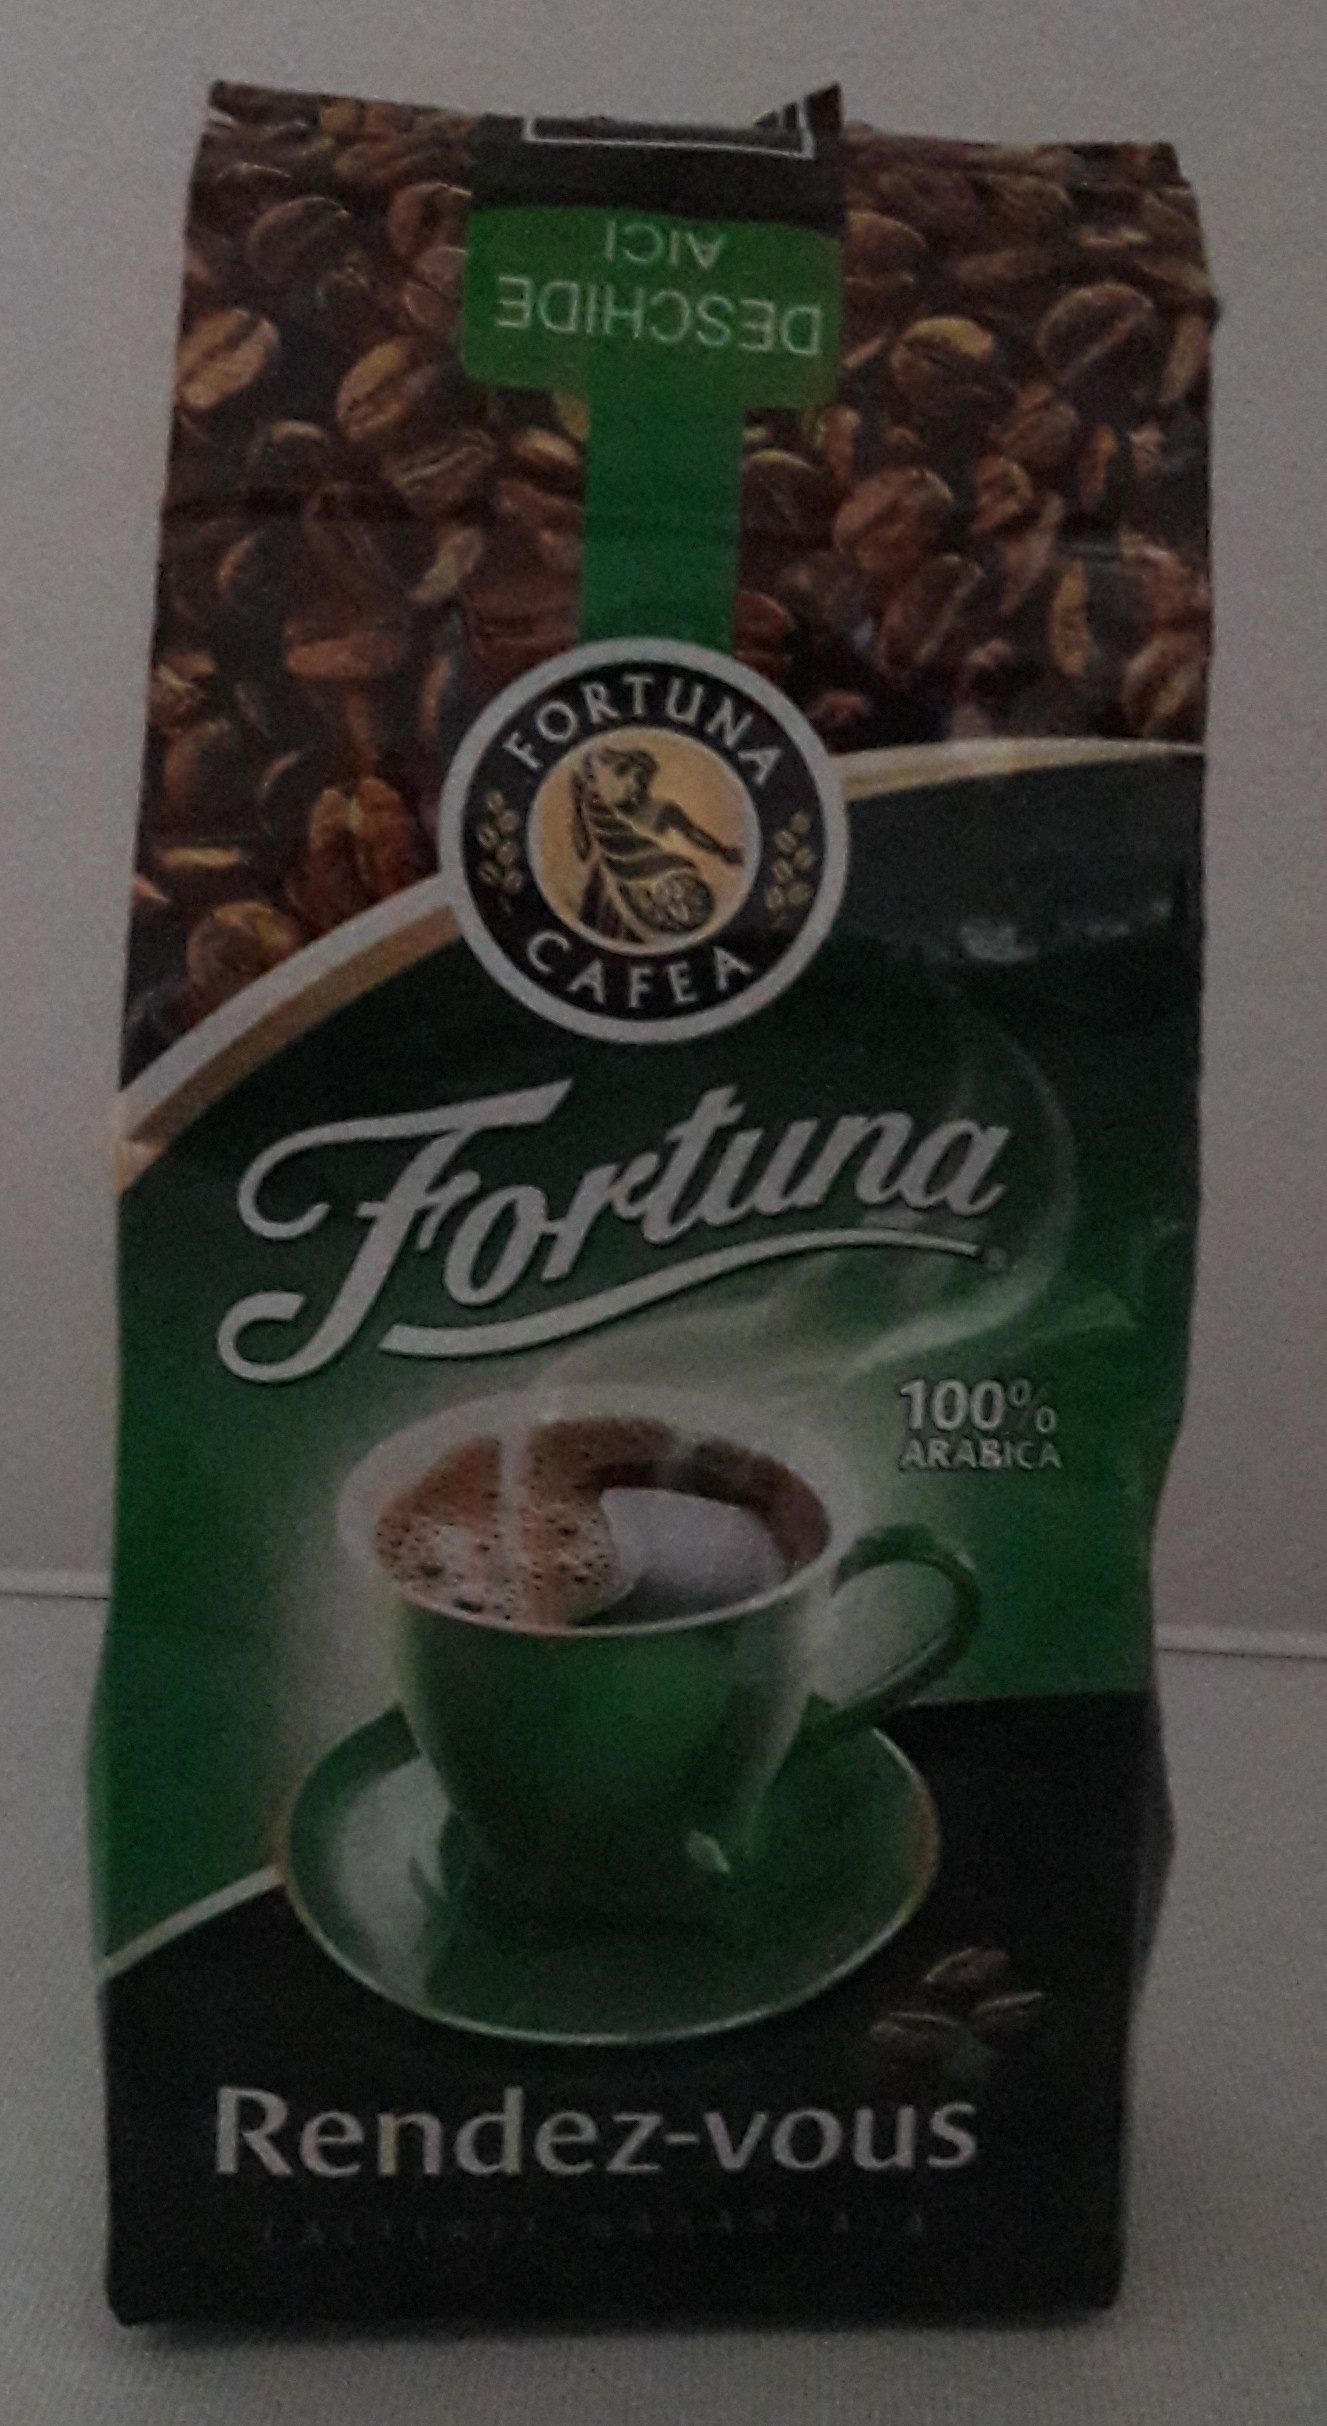 DESCHIDE
AICI
FORTUNA
CAFEA
Fortuna®
100%
ARABICA
Rendez-vous